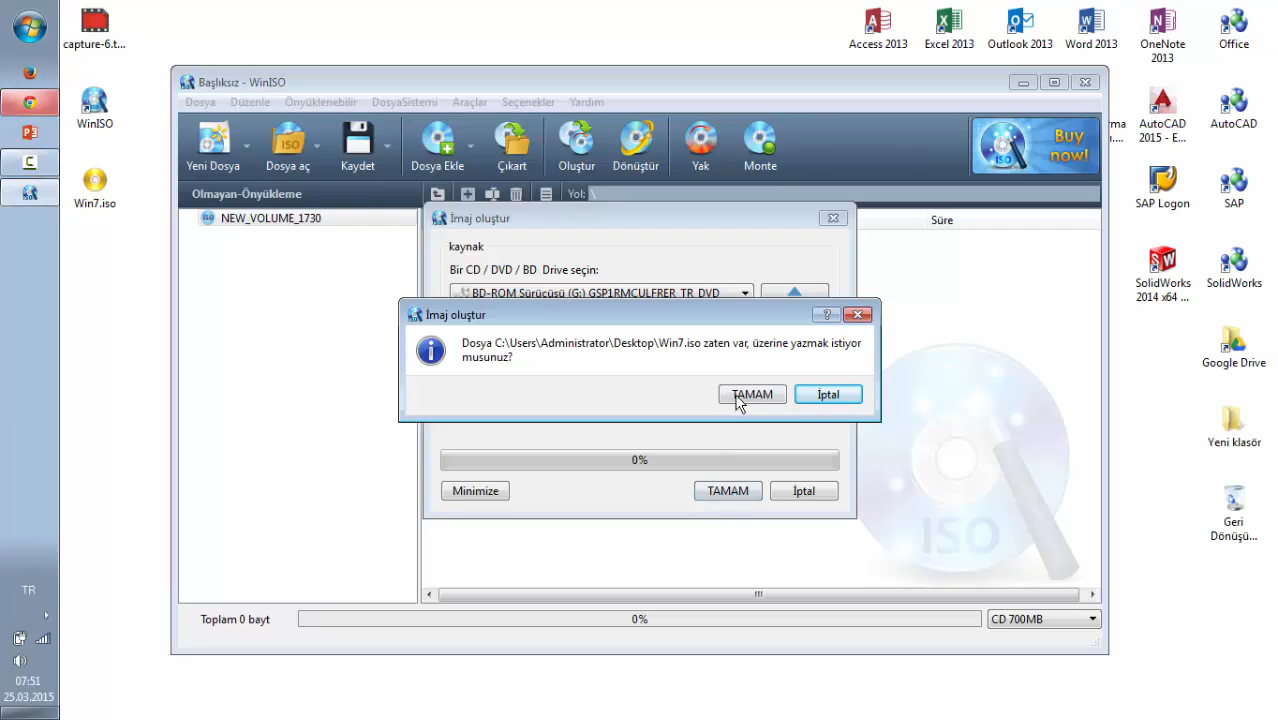 capture-6.t...
WinISO
Win7.iso
Access 2013
Excel 2013
Outlook 2013
Word 2013
OneNote
2013
Office
AutoCAD
2015 - E...
AutoCAD
SAP Logon
SAP
SolidWorks
2014 x64 ...
SolidWorks
Google Drive
Yeni klasör
Geri
Dönüşü...
Başlıksız - WinISO
Dosya Düzenle Önyüklenebilir DosyaSistemi Araçlar Seçenekler Yardım
Yeni Dosya
ISO
Dosya aç
Kaydet
Dosya Ekle
Çıkart
Oluştur
Dönüştür
Yak
Monte
ISO
Buy
now!
Olmayan-Önyükleme
Yol: \
ISO NEW_VOLUME_1730
Süre
İmaj oluştur
kaynak
Bir CD / DVD / BD Drive seçin:
BD-ROM Sürücüsü (G:) GSP1RMCULFRER_TR_DVD
İmaj oluştur
Dosya C:\Users\Administrator\Desktop\Win7.iso zaten var, üzerine yazmak istiyor
musunuz?
TAMAM İptal
0%
Minimize TAMAM İptal
ISO
Toplam 0 bayt 0% CD 700MB
TR
07:51
25.03.2015